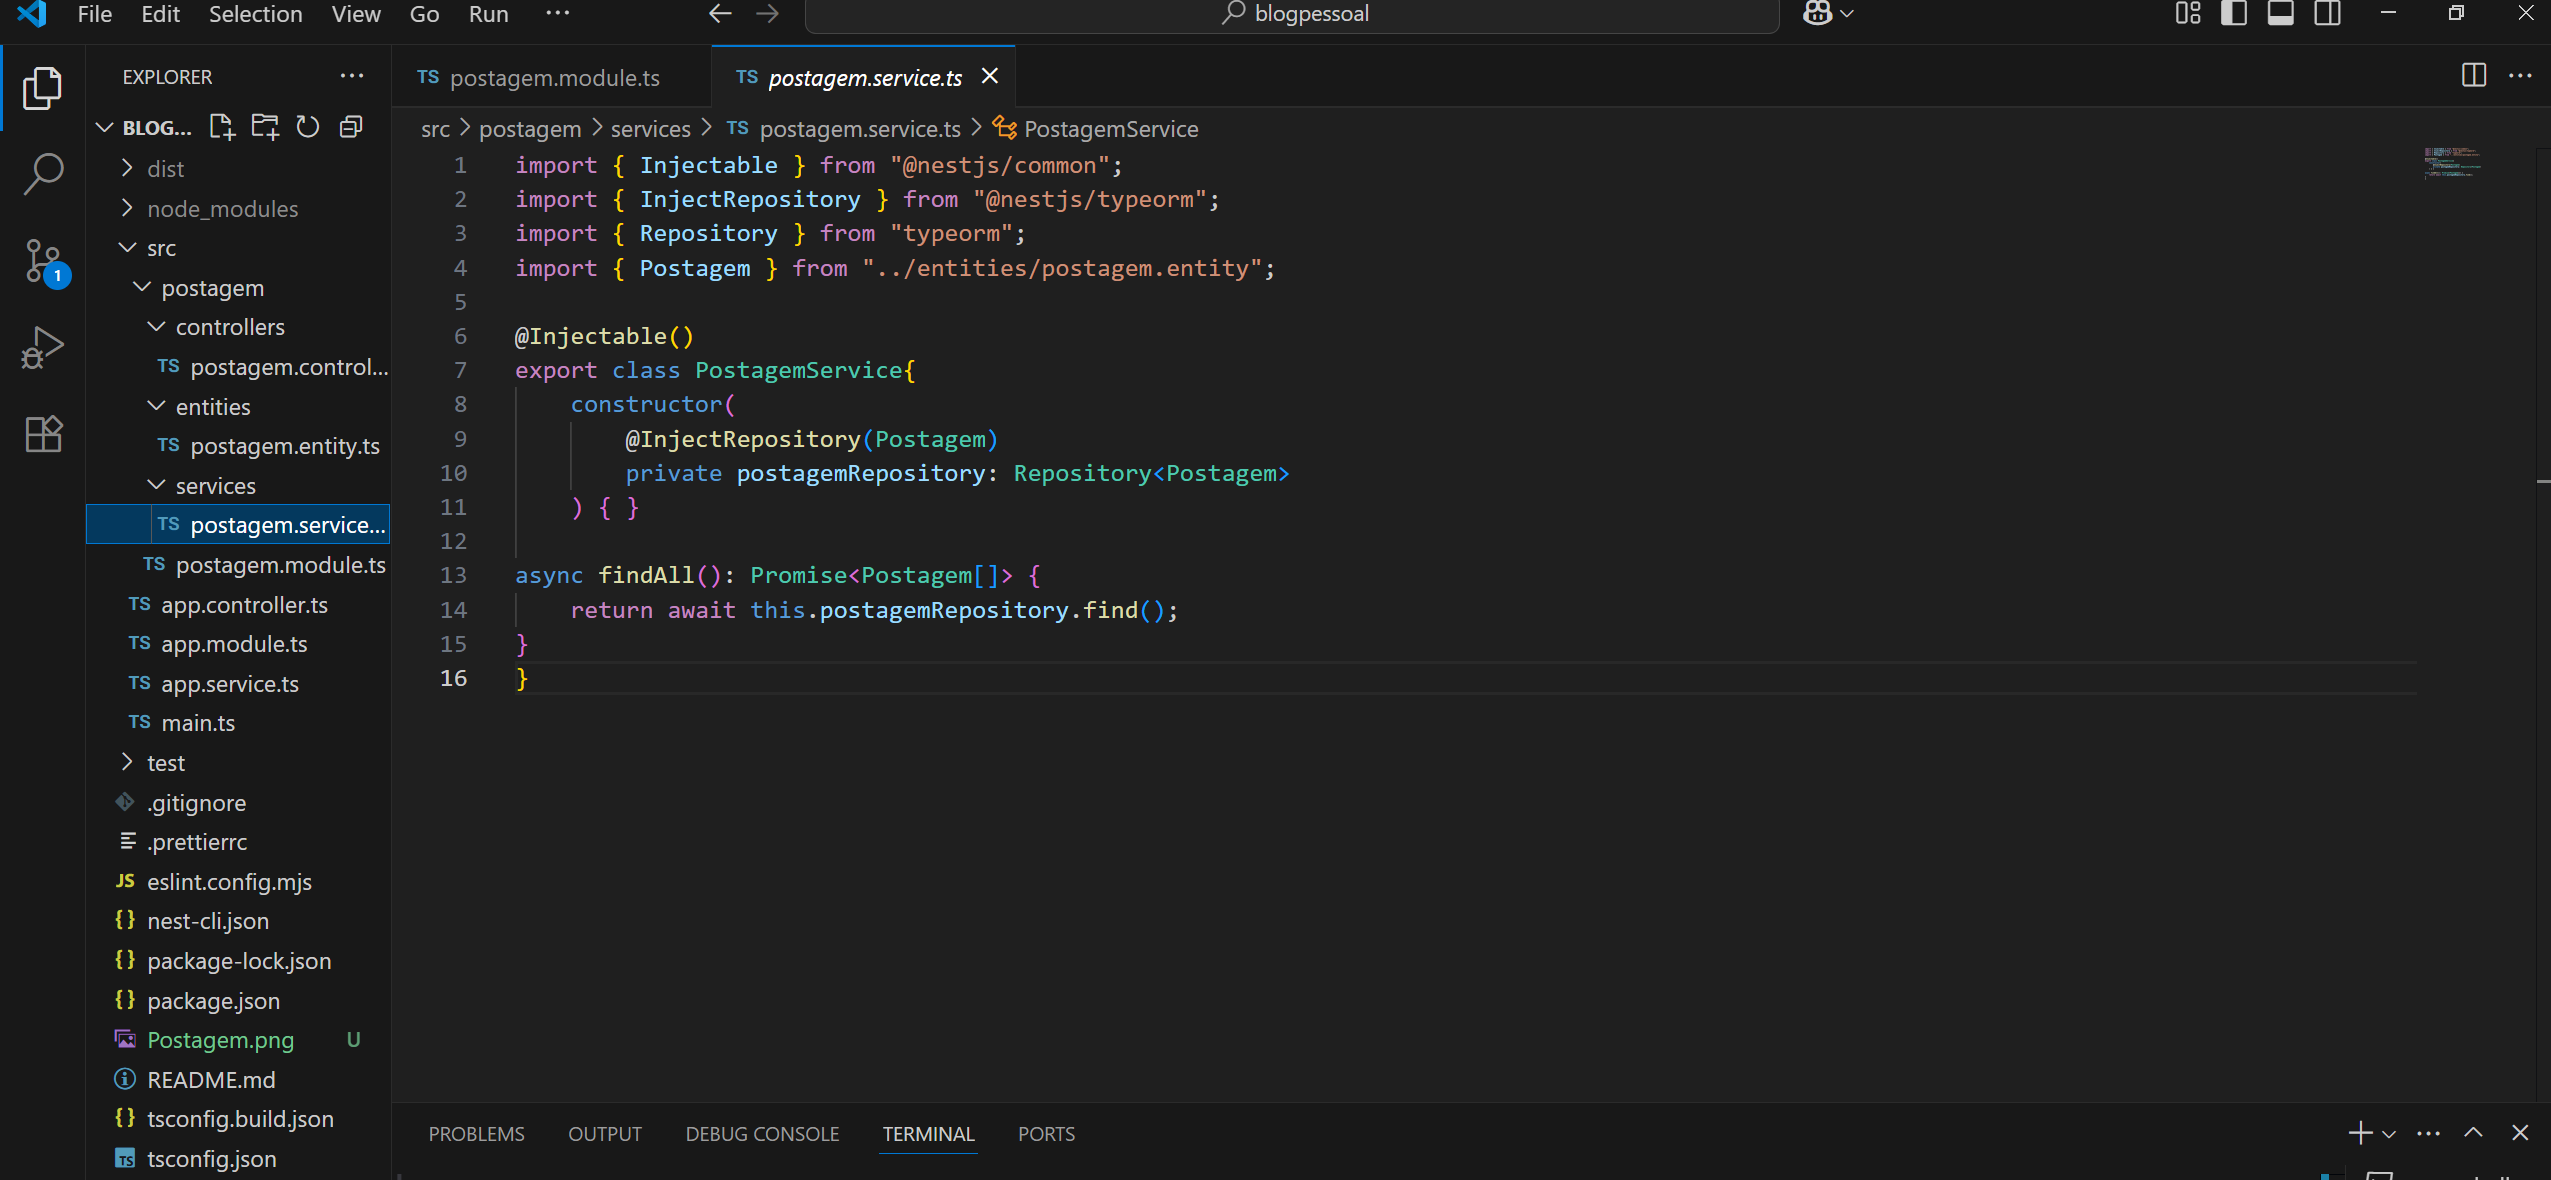 File Edit Selection View Go Run ··· blogpessoal
EXPLORER ···
BLOG...
dist
node_modules
src
postagem
controllers
TS postagem.control...
entities
TS postagem.entity.ts
services
TS postagem.service...
TS postagem.module.ts
TS app.controller.ts
TS app.module.ts
TS app.service.ts
TS main.ts
test
.gitignore
.prettierrc
JS eslint.config.mjs
{} nest-cli.json
{} package-lock.json
{} package.json
Postagem.png U
README.md
{} tsconfig.build.json
TS tsconfig.json
1
TS postagem.module.ts TS postagem.service.ts
src > postagem > services > TS postagem.service.ts > PostagemService
1 import { Injectable } from "@nestjs/common";
2 import { InjectRepository } from "@nestjs/typeorm";
3 import { Repository } from "typeorm";
4 import { Postagem } from "../entities/postagem.entity";
5
6 @Injectable()
7 export class PostagemService{
8     constructor(
9         @InjectRepository(Postagem)
10         private postagemRepository: Repository<Postagem>
11     ) { }
12
13 async findAll(): Promise<Postagem[]> {
14     return await this.postagemRepository.find();
15 }
16 }
PROBLEMS OUTPUT DEBUG CONSOLE TERMINAL PORTS